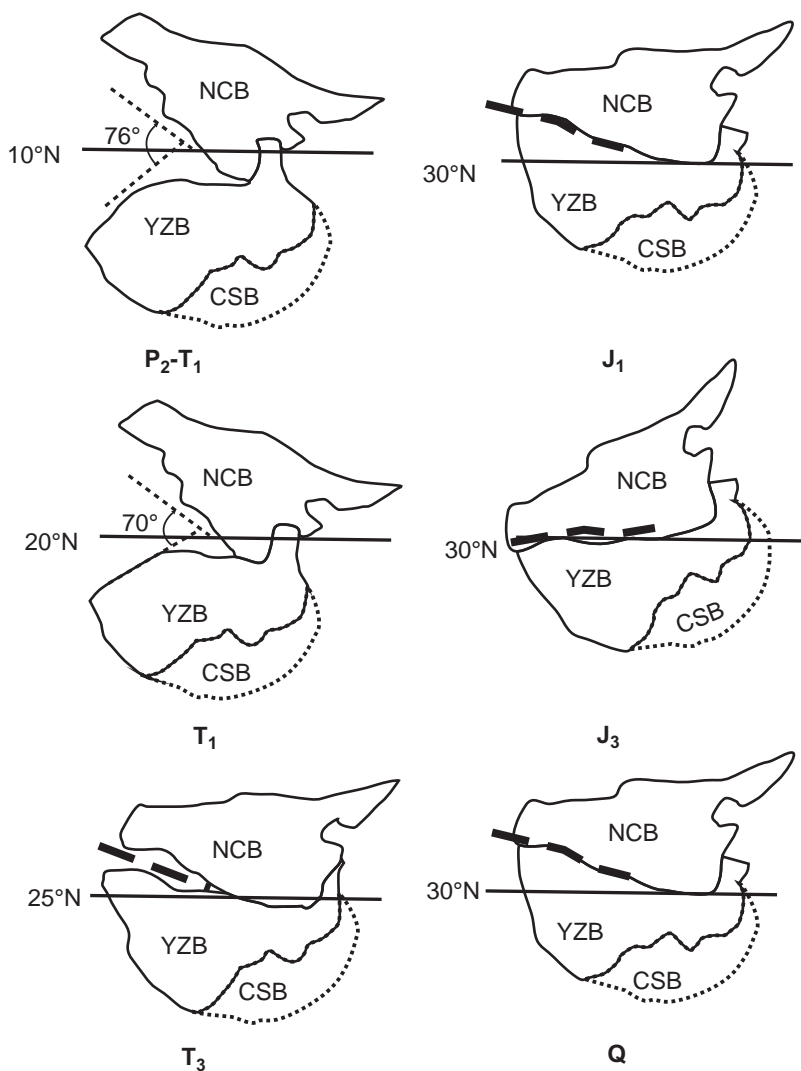 NCB
76°
10°N
YZB
CSB
P₂-T₁
NCB
70°
20°N
YZB
CSB
T₁
NCB
25°N
YZB
CSB
T₃
NCB
30°N
YZB
CSB
J₁
NCB
30°N
YZB
CSB
J₃
NCB
30°N
YZB
CSB
Q